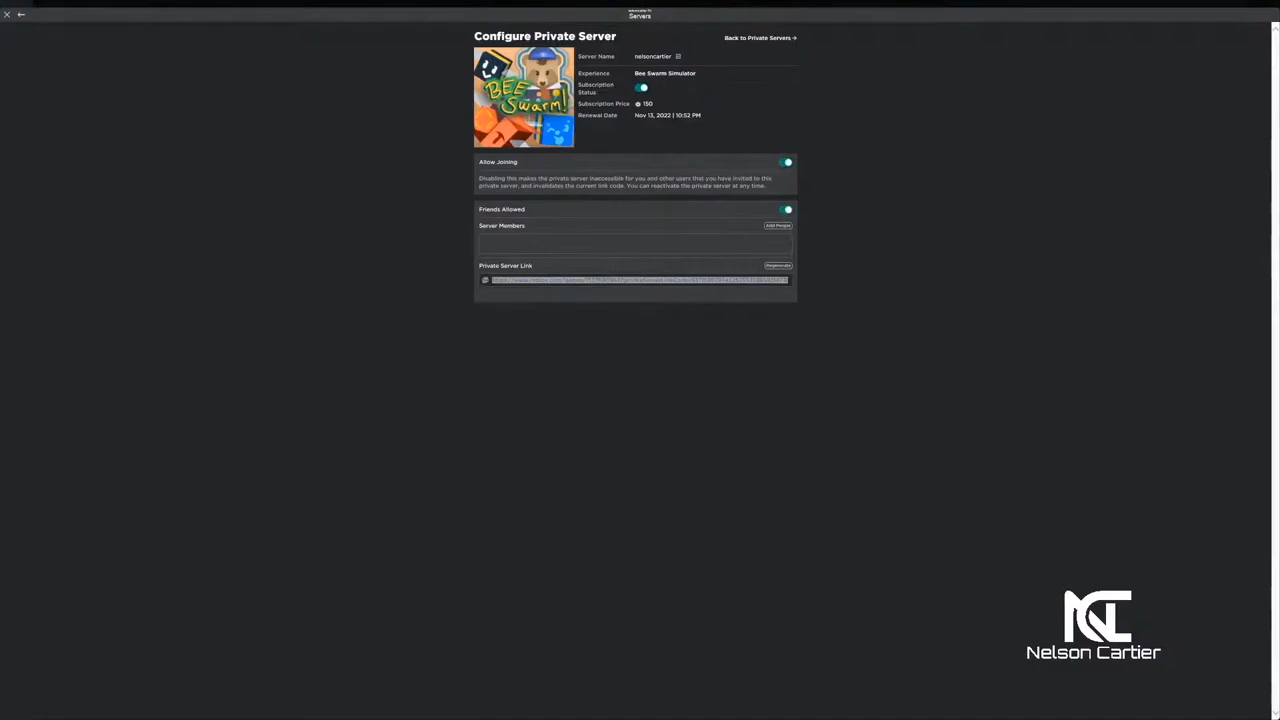 Servers
Configure Private Server
Back to Private Servers →
BEE
Swarm!
Server Name nelsoncartier
Experience Bee Swarm Simulator
Subscription
Status
Subscription Price 150
Renewal Date Nov 13, 2022 | 10:52 PM
Allow Joining
Disabling this makes the private server inaccessible for you and other users that you have invited to this
private server, and invalidates the current link code. You can reactivate the private server at any time.
Friends Allowed
Server Members Add People
Private Server Link Regenerate
NC
Nelson Cartier